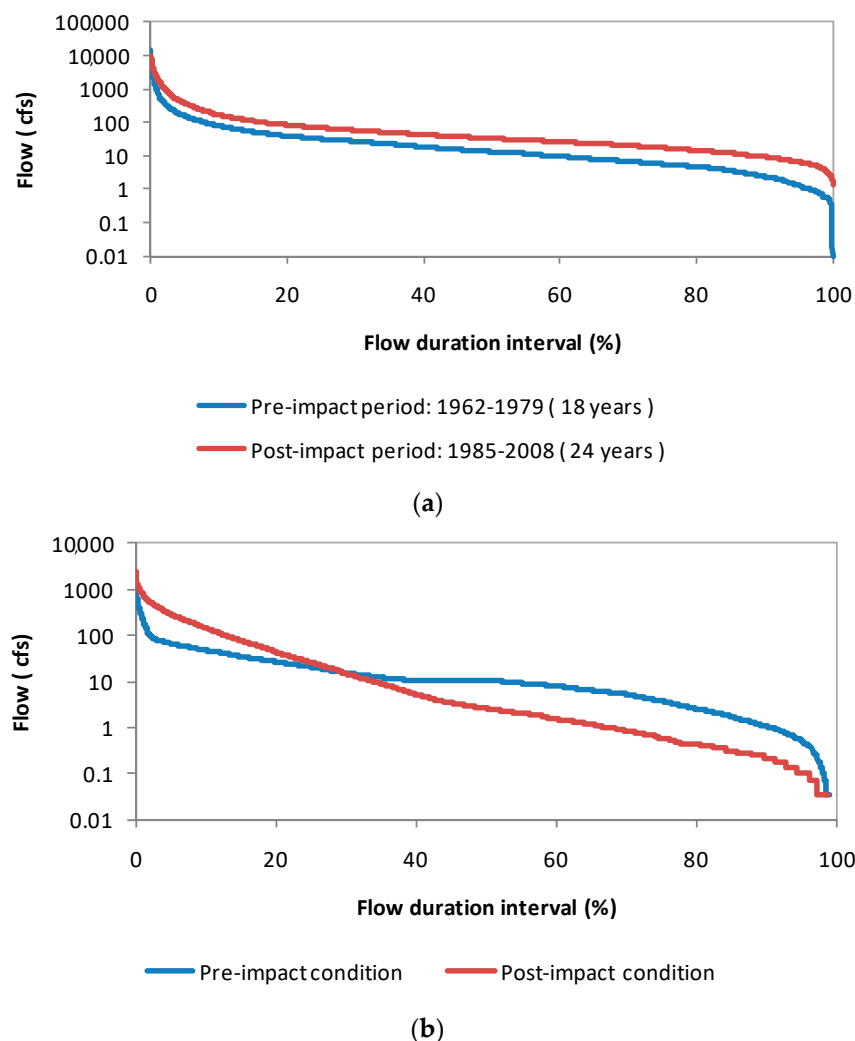 100,000
10,000
1000
100
10
1
0.1
0.01
Flow ( cfs)
0 20 40 60 80 100
Flow duration interval (%)
Pre-impact period: 1962-1979 ( 18 years )
Post-impact period: 1985-2008 ( 24 years )
(a)
10,000
1000
100
10
1
0.1
0.01
Flow ( cfs)
0 20 40 60 80 100
Flow duration interval (%)
Pre-impact condition Post-impact condition
(b)